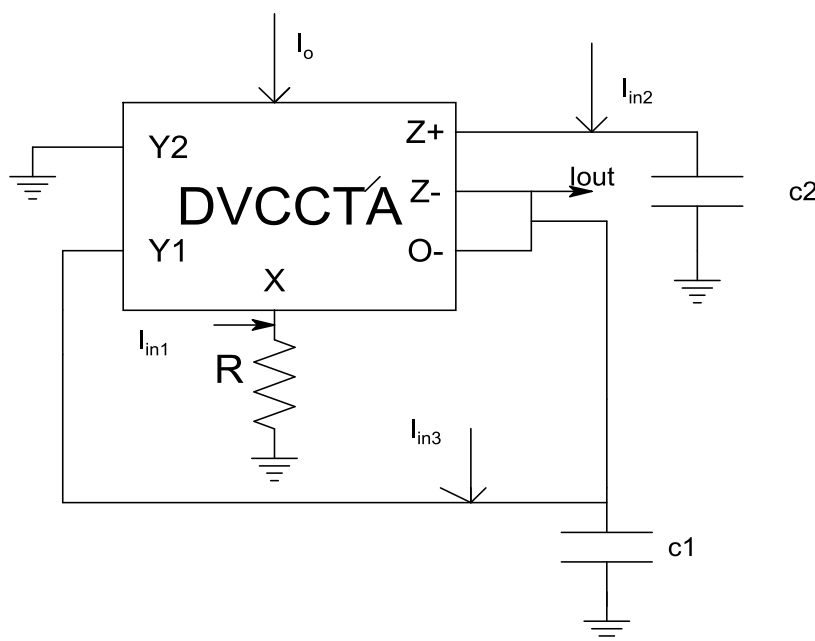 Io
Iin2
Y2
Z+
Iout
DVCCTA
Z-
c2
Y1
O-
X
Iin1
R
Iin3
c1